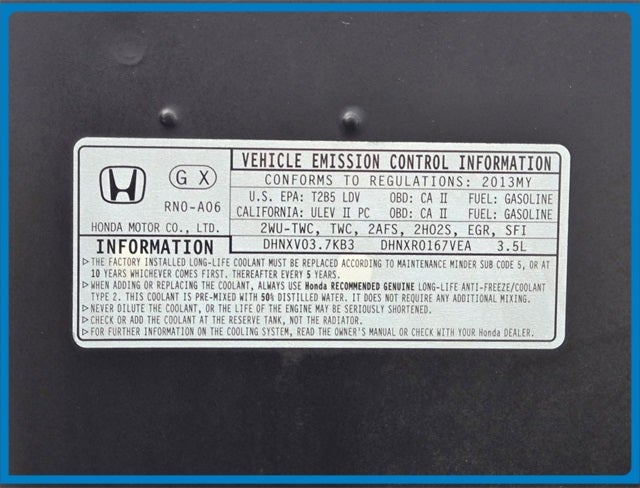 VEHICLE EMISSION CONTROL INFORMATION
G X
CONFORMS TO REGULATIONS: 2013MY
U.S. EPA: T2B5 LDV OBD: CA II FUEL: GASOLINE
RN0-A06
CALIFORNIA: ULEV II PC OBD: CA II FUEL: GASOLINE
HONDA MOTOR CO., LTD.
2WU-TWC, TWC, 2AFS, 2HO2S, EGR, SFI
INFORMATION
DHNXV03.7KB3 DHNXR0167VEA 3.5L
▷THE FACTORY INSTALLED LONG-LIFE COOLANT MUST BE REPLACED ACCORDING TO MAINTENANCE MINDER SUB CODE 5, OR AT
10 YEARS WHICHEVER COMES FIRST. THEREAFTER EVERY 5 YEARS.
▷WHEN ADDING OR REPLACING THE COOLANT, ALWAYS USE Honda RECOMMENDED GENUINE LONG-LIFE ANTI-FREEZE/COOLANT
TYPE 2. THIS COOLANT IS PRE-MIXED WITH 50% DISTILLED WATER. IT DOES NOT REQUIRE ANY ADDITIONAL MIXING.
▷NEVER DILUTE THE COOLANT, OR THE LIFE OF THE ENGINE MAY BE SERIOUSLY SHORTENED.
▷CHECK OR ADD THE COOLANT AT THE RESERVE TANK, NOT THE RADIATOR.
▷FOR FURTHER INFORMATION ON THE COOLING SYSTEM, READ THE OWNER'S MANUAL OR CHECK WITH YOUR Honda DEALER.